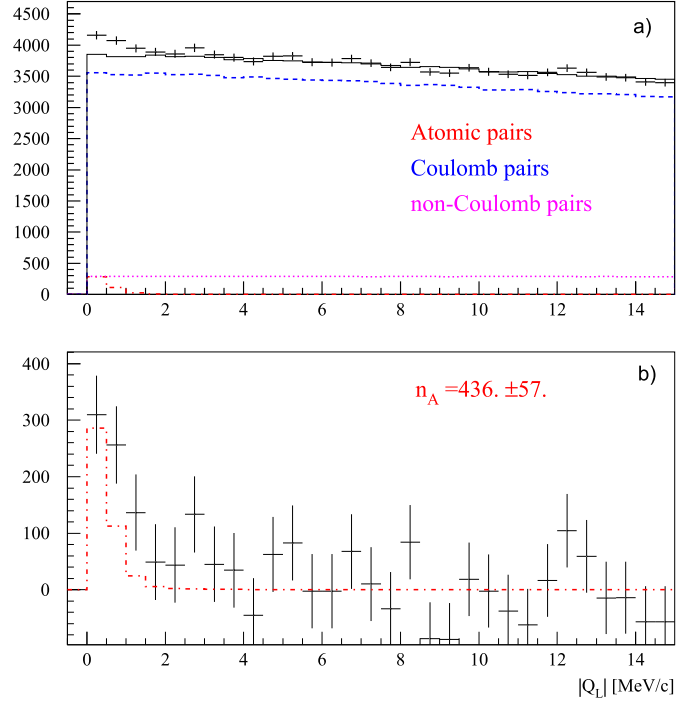 a)
4500
4000
3500
3000
2500
2000
1500
1000
500
0
Atomic pairs
Coulomb pairs
non-Coulomb pairs
0 2 4 6 8 10 12 14
b)
400
300
200
100
0
n_A =436. ±57.
0 2 4 6 8 10 12 14
|Q_L| [MeV/c]